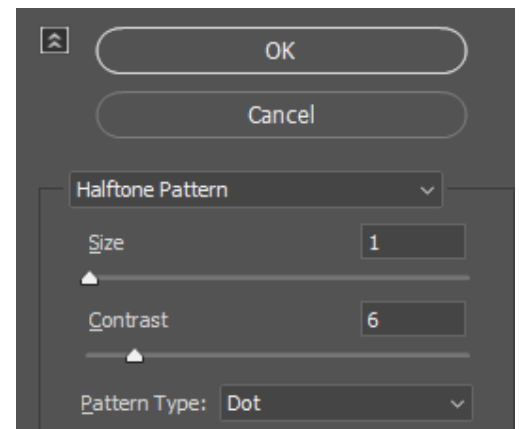 OK
Cancel
Halftone Pattern
Size 1
Contrast 6
Pattern Type: Dot